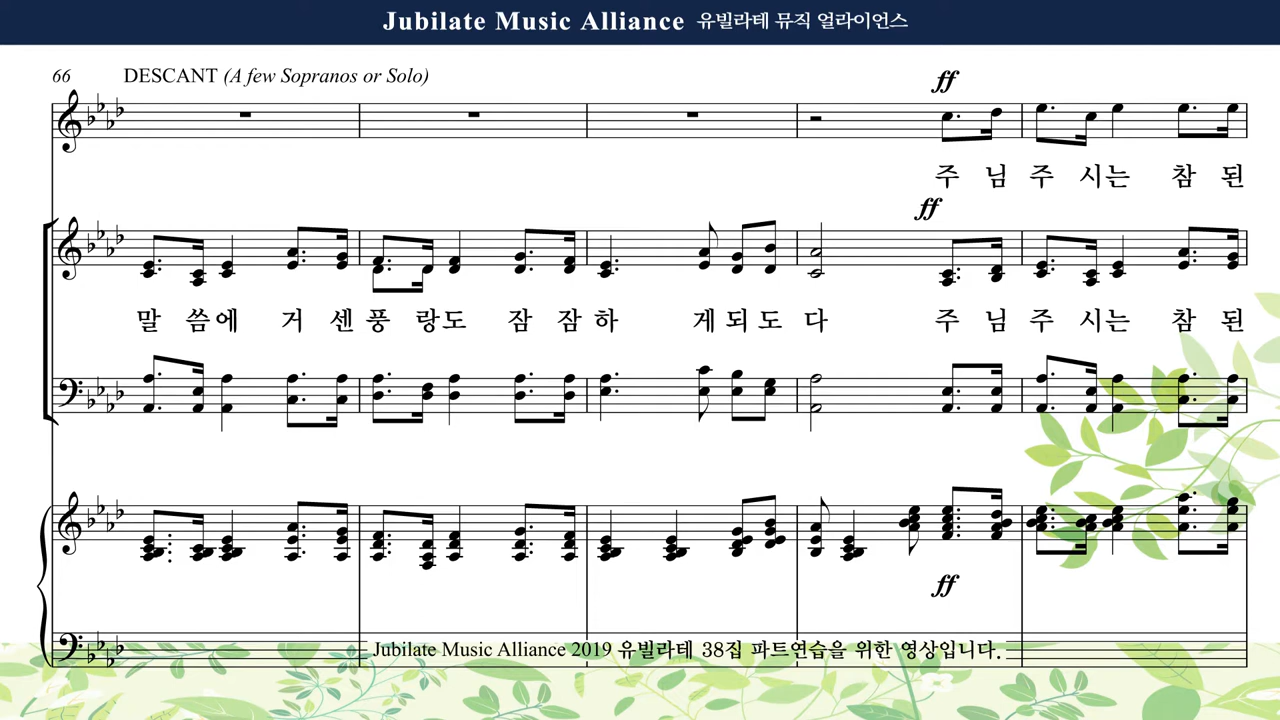 Jubilate Music Alliance 유빌라테 뮤직 얼라이언스
66 DESCANT (A few Sopranos or Solo)
ff
주 님 주 시는 참 된
ff
말 씀에 거 센 풍 랑도 잠 잠 하 게 되 도 다 주 님 주 시는 참 된
ff
Jubilate Music Alliance 2019 유빌라테 38집 파트연습을 위한 영상입니다.